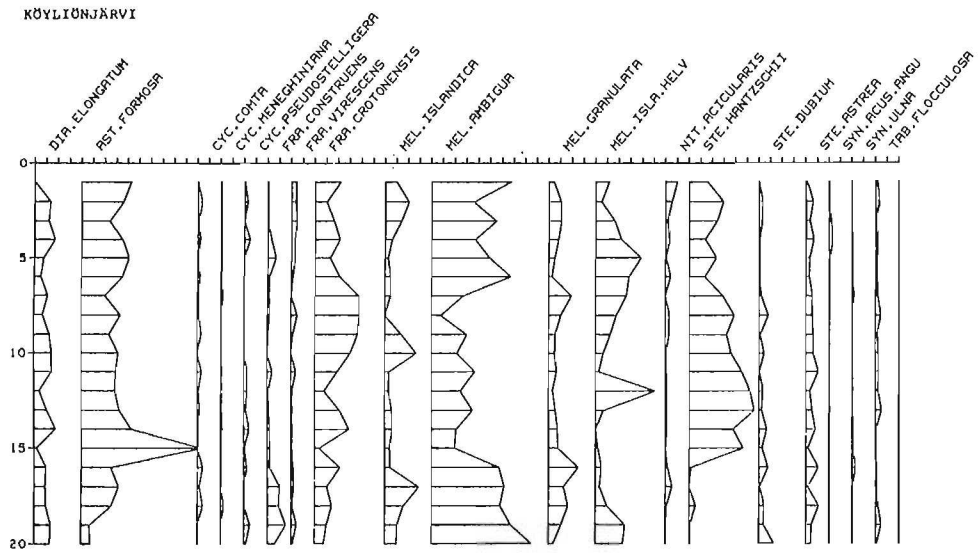 KÖYLIÖNJÄRVI
DIA.ELONGATUM
AST.FORMOSA
CYC.COMTA
CYC.MENEGHINIANA
CYC.PSEUDOSTELLIGERA
FRA.CONSTRUENS
FRA.VIRESCENS
FRA.CROTONENSIS
MEL.ISLANDICA
MEL.AMBIGUA
MEL.GRANULATA
MEL.ISLA.HELV
NIT.ACICULARIS
STE.HANTZSCHII
STE.DUBIUM
STE.ASTREA
SYN.ACUS.ANGU
SYN.ULNA
TAB.FLOCCULOSA
0
5
10
15
20